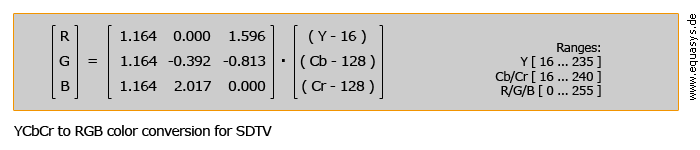 R 1.164 0.000 1.596 ( Y - 16 )
G = 1.164 -0.392 -0.813 · ( Cb - 128 )
B 1.164 2.017 0.000 ( Cr - 128 )
Ranges:
Y [ 16 ... 235 ]
Cb/Cr [ 16 ... 240 ]
R/G/B [ 0 ... 255 ]
www.equasys.de
YCbCr to RGB color conversion for SDTV